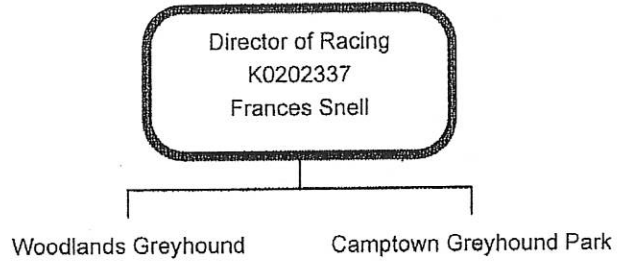 Director of Racing
K0202337
Frances Snell
Woodlands Greyhound
Camptown Greyhound Park